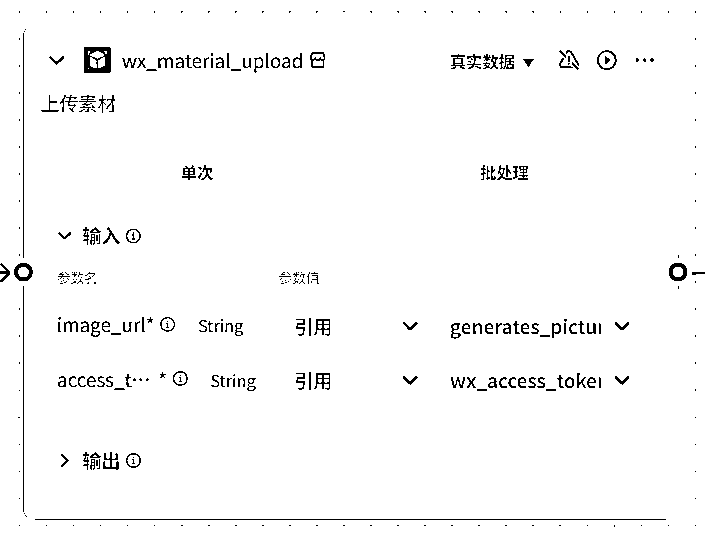 wx_material_upload 真实数据
上传素材
单次 批处理
输入
参数名 参数值
image_url* String 引用 generates_pictur
access_t… * String 引用 wx_access_token
输出